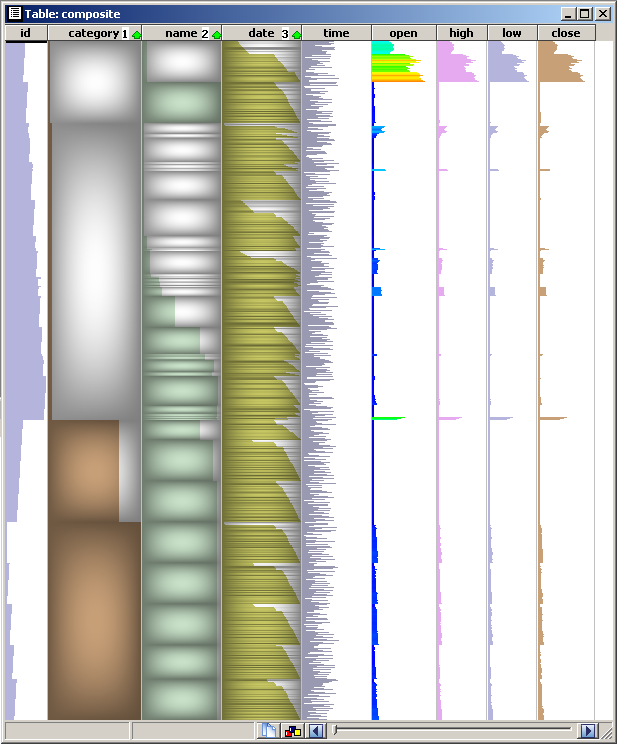 Table: composite
id category 1 name 2 date 3 time open high low close